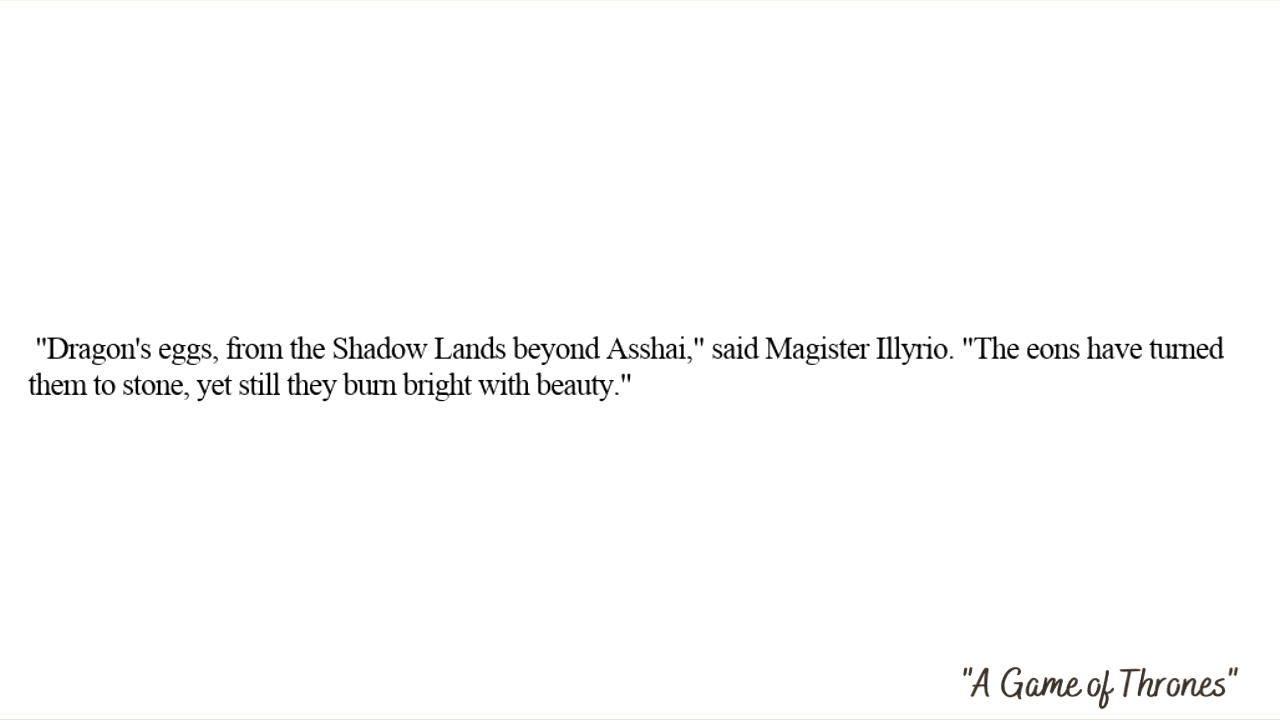 "Dragon's eggs, from the Shadow Lands beyond Asshai," said Magister Illyrio. "The eons have turned
them to stone, yet still they burn bright with beauty."
"A Game of Thrones"